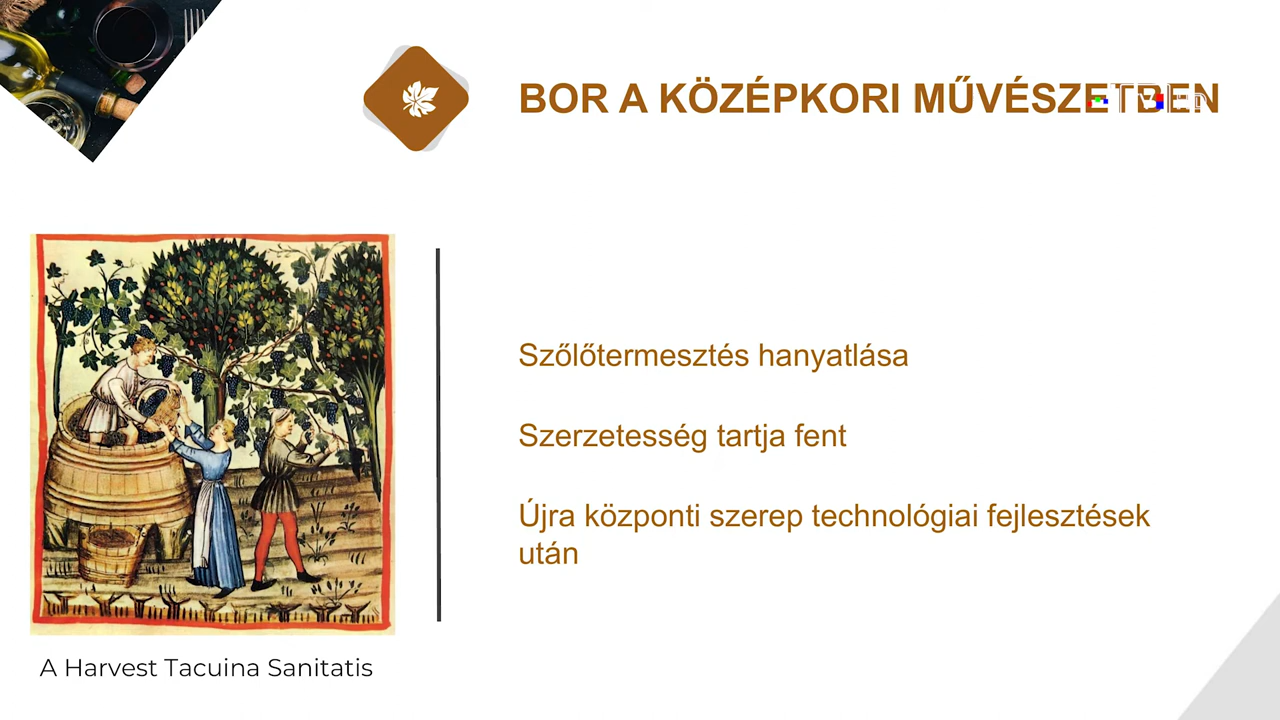 BOR A KÖZÉPKORI MŰVÉSZETBEN
Szőlőtermesztés hanyatlása
Szerzetesség tartja fent
Újra központi szerep technológiai fejlesztések
után
A Harvest Tacuina Sanitatis